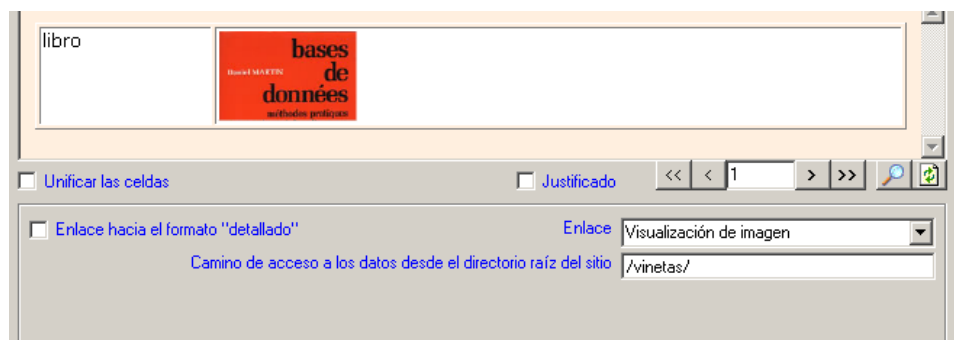 libro
bases
Daniel MARTIN de
données
méthodes pratiques
Unificar las celdas Justificado << < 1 > >>
Enlace hacia el formato "detallado" Enlace Visualización de imagen
Camino de acceso a los datos desde el directorio raíz del sitio /vinetas/